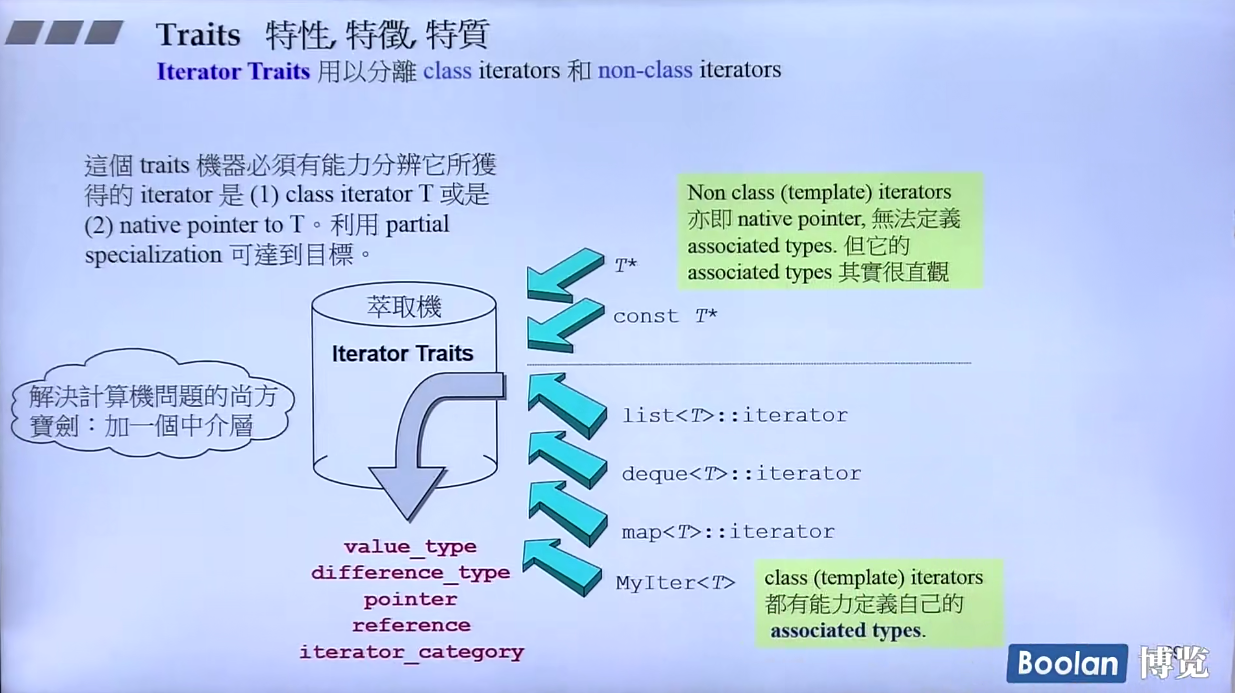 Traits 特性, 特徵, 特質
Iterator Traits 用以分離 class iterators 和 non-class iterators
這個 traits 機器必須有能力分辨它所獲
得的 iterator 是 (1) class iterator T 或是
(2) native pointer to T。利用 partial
specialization 可達到目標。
Non class (template) iterators
亦即 native pointer, 無法定義
associated types. 但它的
associated types 其實很直觀
T*
const T*
萃取機
Iterator Traits
解決計算機問題的尚方
寶劍：加一個中介層
list<T>::iterator
deque<T>::iterator
map<T>::iterator
MyIter<T>
value_type
difference_type
pointer
reference
iterator_category
class (template) iterators
都有能力定義自己的
associated types.
Boolan 博览